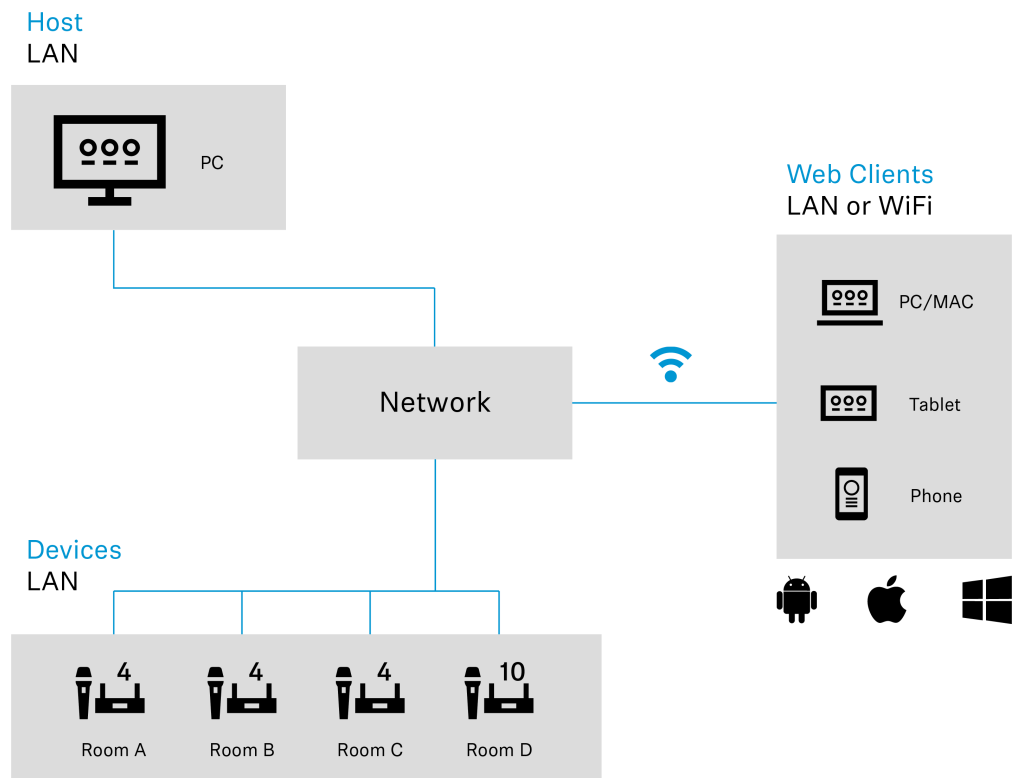 Host
LAN
PC
Web Clients
LAN or WiFi
PC/MAC
Network
Tablet
Phone
Devices
LAN
4 4 4 10
Room A Room B Room C Room D